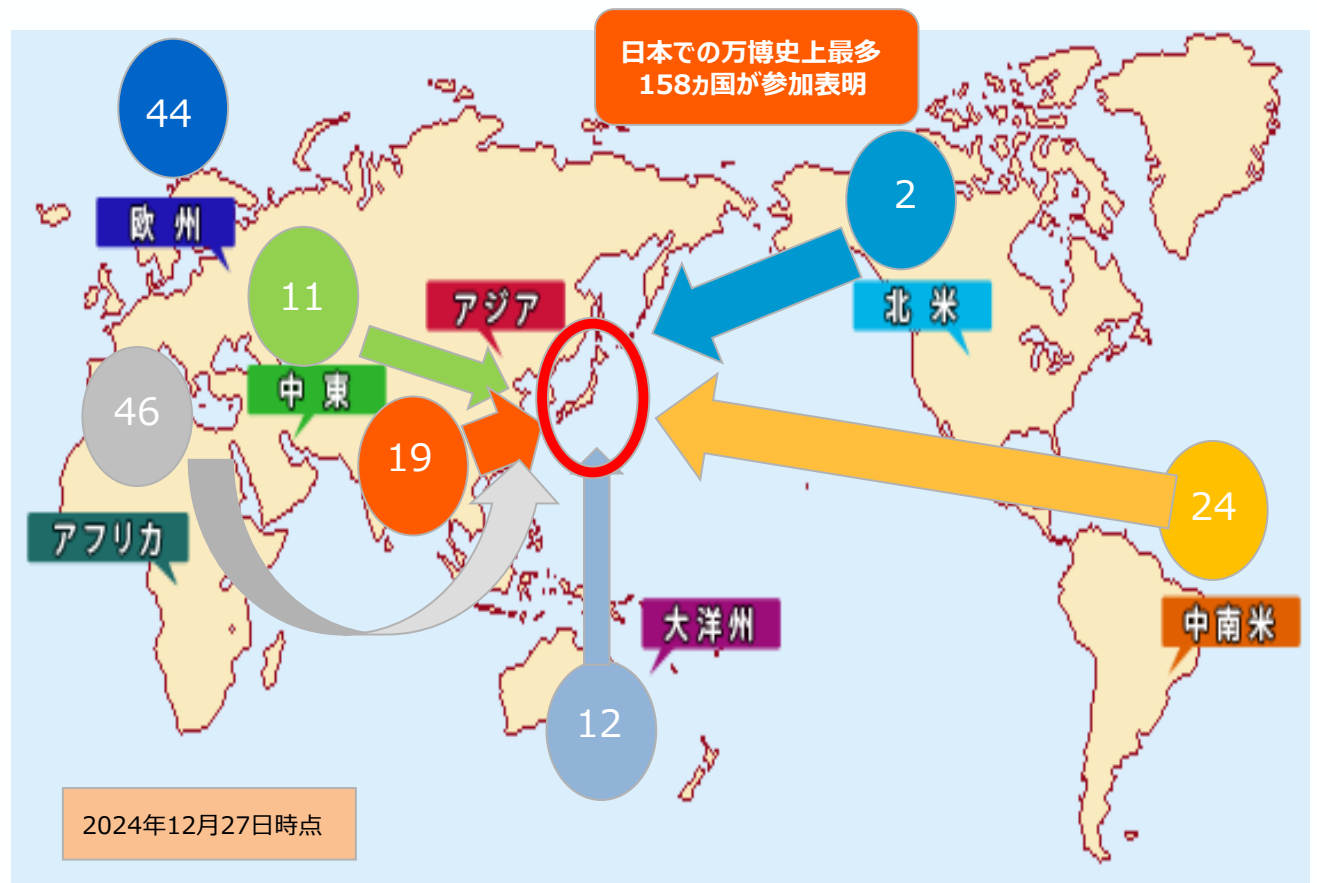 日本での万博史上最多
158ヵ国が参加表明
44
欧州
2
北米
11
中東
アジア
46
アフリカ
19
24
中南米
大洋州
12
2024年12月27日時点